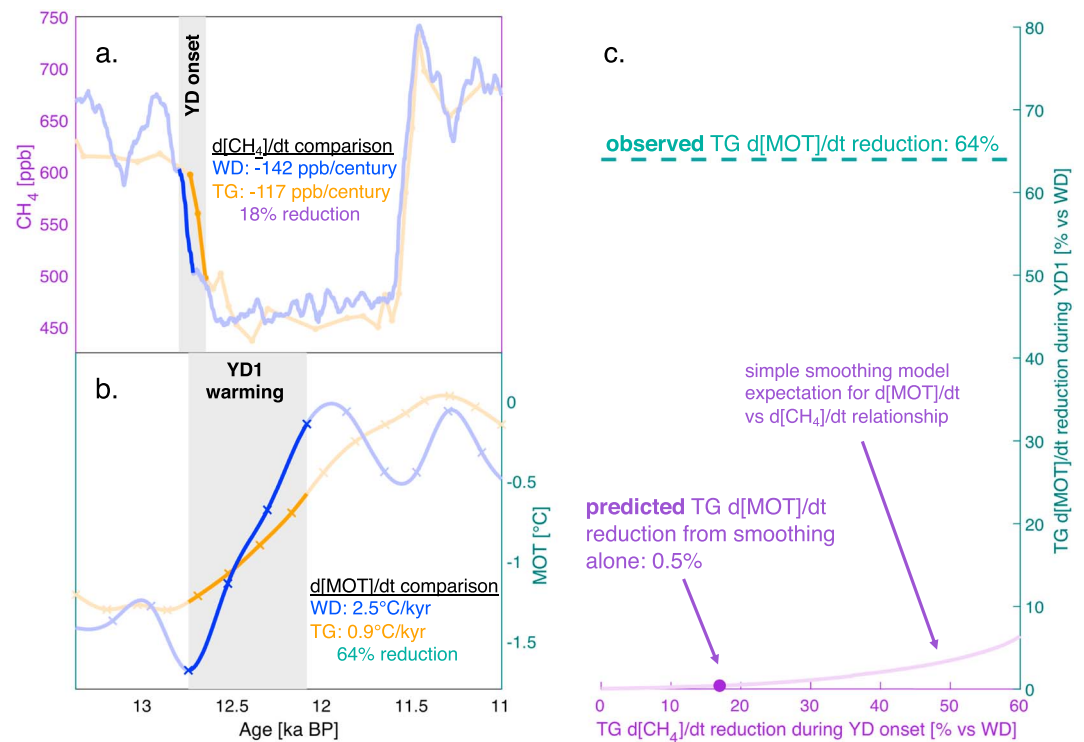 a.
750
700
650
600
550
500
450
CH4 [ppb]
YD onset
d[CH4]/dt comparison
WD: -142 ppb/century
TG: -117 ppb/century
18% reduction
b.
YD1
warming
0
-0.5
-1
-1.5
MOT [°C]
d[MOT]/dt comparison
WD: 2.5°C/kyr
TG: 0.9°C/kyr
64% reduction
13
12.5
12
11.5
11
Age [ka BP]
c.
observed TG d[MOT]/dt reduction: 64%
simple smoothing model
expectation for d[MOT]/dt
vs d[CH4]/dt relationship
predicted TG d[MOT]/dt
reduction from smoothing
alone: 0.5%
80
70
60
50
40
30
20
10
0
TG d[MOT]/dt reduction during YD1 [% vs WD]
0
10
20
30
40
50
60
TG d[CH4]/dt reduction during YD onset [% vs WD]